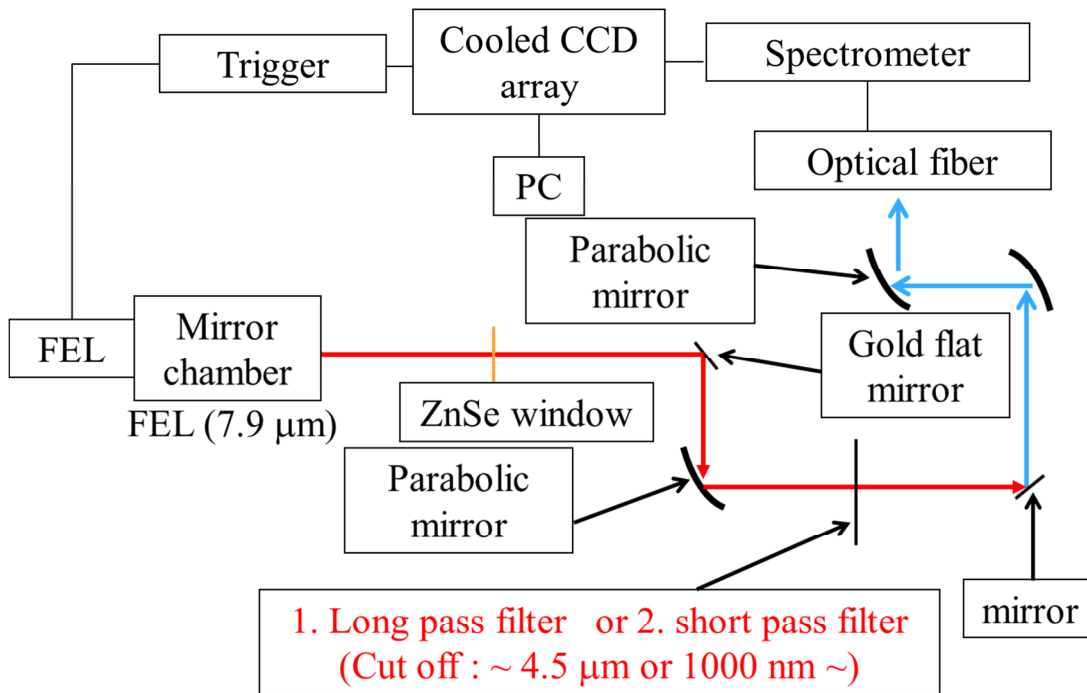 Trigger
Cooled CCD
array
Spectrometer
Optical fiber
PC
Parabolic
mirror
FEL
Mirror
chamber
FEL (7.9 μm)
ZnSe window
Gold flat
mirror
Parabolic
mirror
mirror
1. Long pass filter or 2. short pass filter
(Cut off : ~ 4.5 μm or 1000 nm ~)